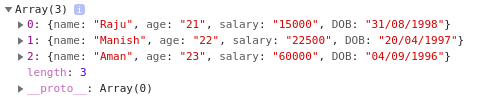 ▼Array(3) i
▶0: {name: "Raju", age: "21", salary: "15000", DOB: "31/08/1998"}
▶1: {name: "Manish", age: "22", salary: "22500", DOB: "20/04/1997"}
▶2: {name: "Aman", age: "23", salary: "60000", DOB: "04/09/1996"}
length: 3
▶__proto__: Array(0)